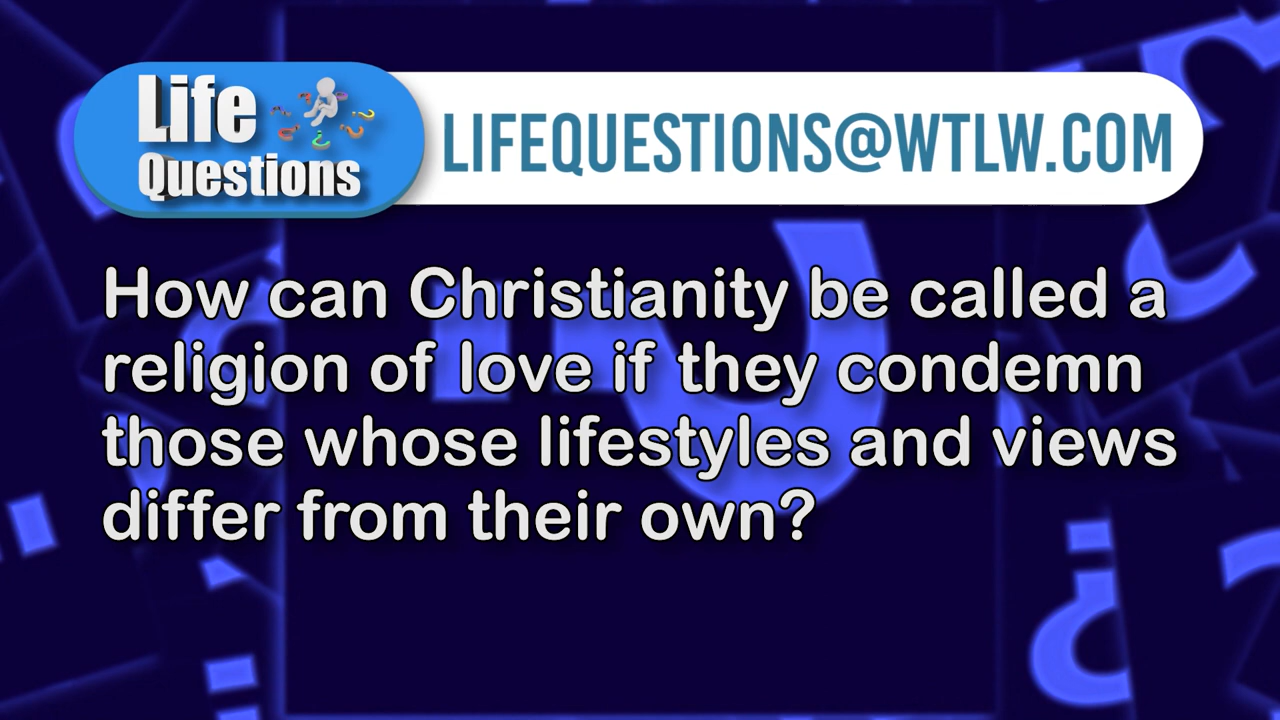 Life
Questions
LIFEQUESTIONS@WTLW.COM
How can Christianity be called a
religion of love if they condemn
those whose lifestyles and views
differ from their own?